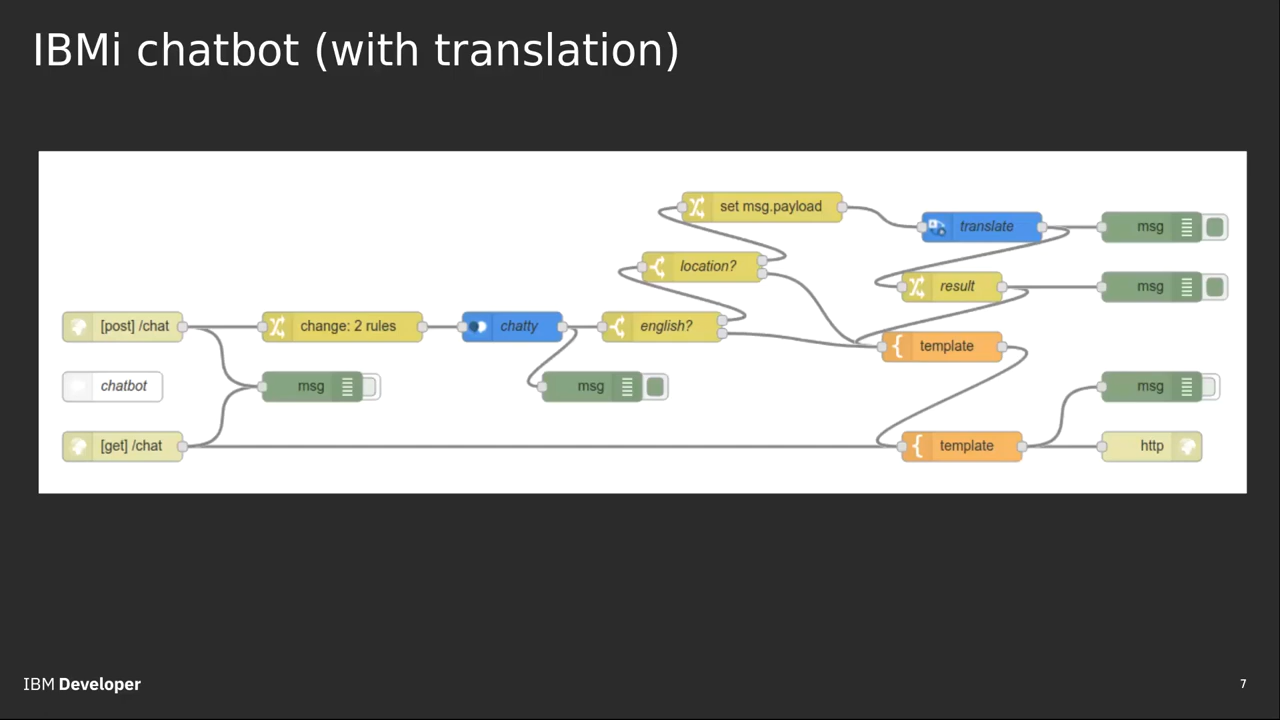 IBMi chatbot (with translation)
set msg.payload
translate
msg
location?
result
msg
[post] /chat
change: 2 rules
chatty
english?
template
chatbot
msg
msg
msg
[get] /chat
template
http
IBM Developer
7